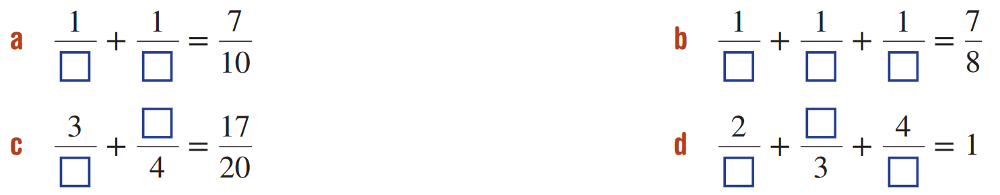 a 1/□ + 1/□ = 7/10
b 1/□ + 1/□ + 1/□ = 7/8
c 3/□ + □/4 = 17/20
d 2/□ + □/3 + 4/□ = 1